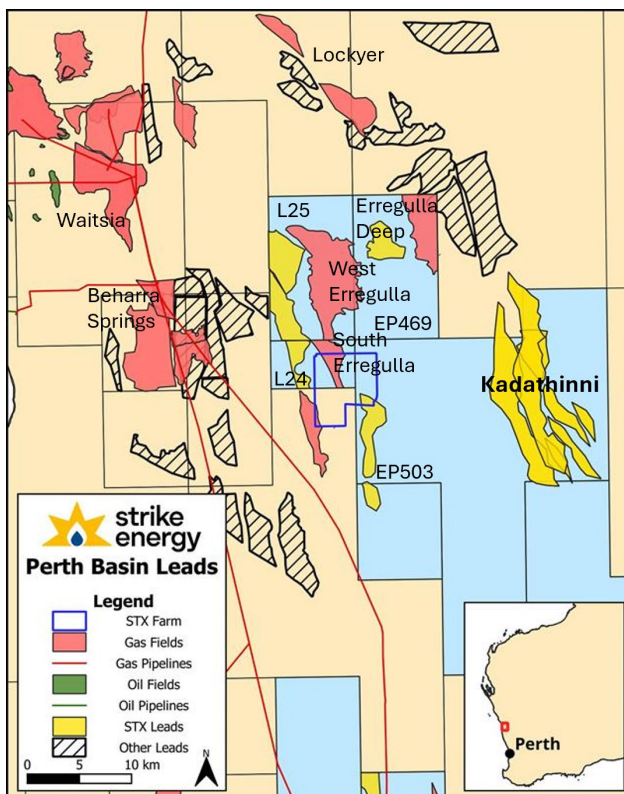 Lockyer
Waitsia
L25
Erregulla
Deep
West
Erregulla
Beharra
Springs
EP469
South
Erregulla
L24
Kadathinni
EP503
strike
energy
Perth Basin Leads
Legend
STX Farm
Gas Fields
Gas Pipelines
Oil Fields
Oil Pipelines
STX Leads
Other Leads
0 5 10 km
N
Perth